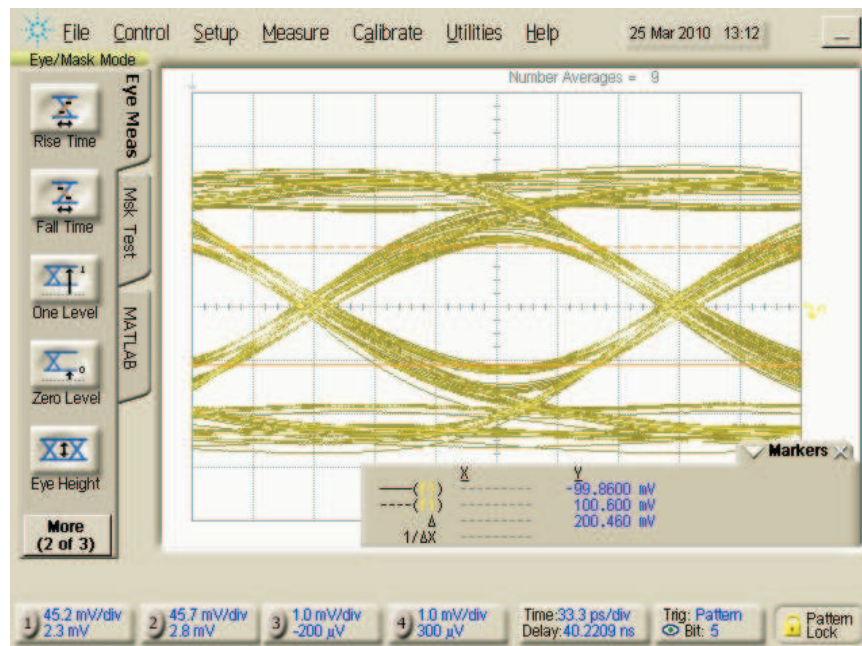 File Control Setup Measure Calibrate Utilities Help 25 Mar 2010 13:12
Eye/Mask Mode
Number Averages = 9
Eye Meas
Msk Test
MATLAB
Rise Time
Fall Time
One Level
Zero Level
Eye Height
More
(2 of 3)
Markers
X Y
-99.8600 mV
100.600 mV
Δ 200.460 mV
1/ΔX
1 45.2 mV/div
2.3 mV
2 45.7 mV/div
2.8 mV
3 1.0 mV/div
-200 µV
4 1.0 mV/div
300 µV
Time:33.3 ps/div
Delay:40.2209 ns
Trig: Pattern
Bit: 5
Pattern
Lock